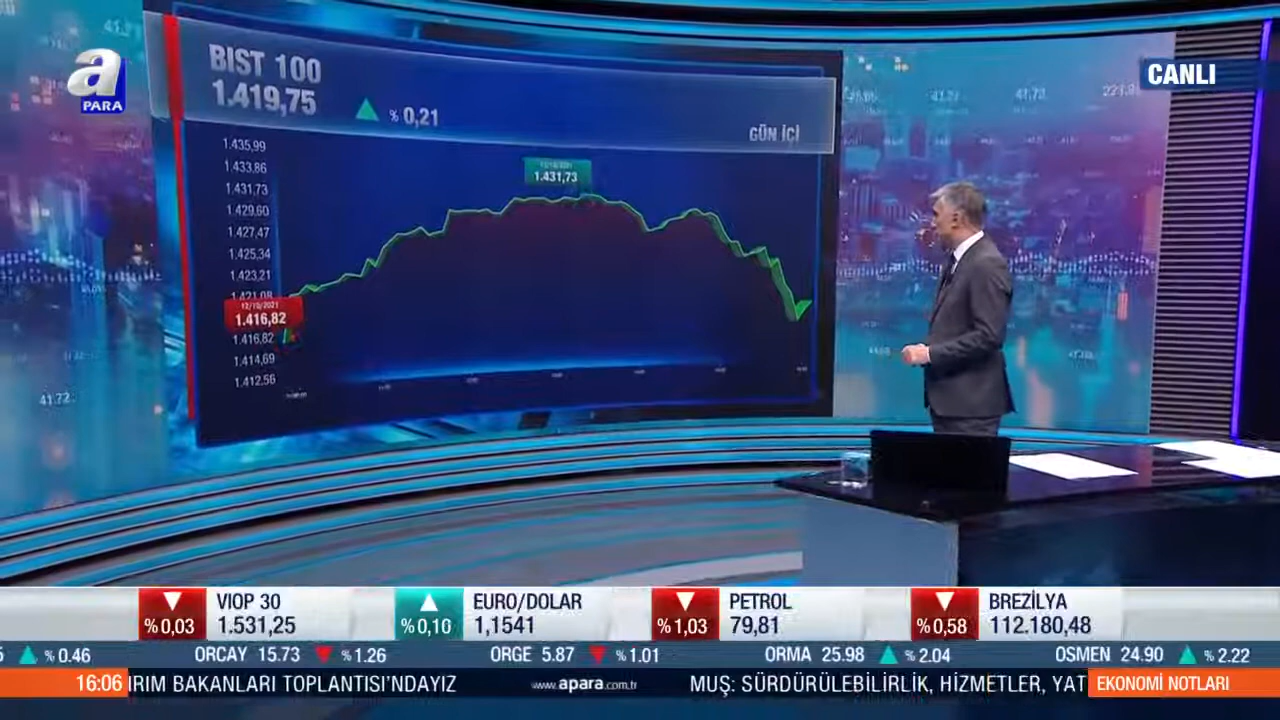 a
PARA
BIST 100
1.419,75
% 0,21
GÜN İÇİ
CANLI
1.435,99
1.433,86
1.431,73
1.429,60
1.427,47
1.425,34
1.423,21
1.421,08
12/10/2021
1.416,82
1.416,82
1.414,69
1.412,56
1.431,73
41.72
% 0,03
VIOP 30
1.531,25
% 0,10
EURO/DOLAR
1,1541
% 1,03
PETROL
79,81
% 0,58
BREZİLYA
112.180,48
% 0.46
ORCAY 15.73 % 1.26
ORGE 5.87 % 1.01
ORMA 25.98 % 2.04
OSMEN 24.90 % 2.22
16:06
IRIM BAKANLARI TOPLANTISI'NDAYIZ
www.apara.com.tr
MUŞ: SÜRDÜRÜLEBİLİRLİK, HİZMETLER, YAT
EKONOMİ NOTLARI